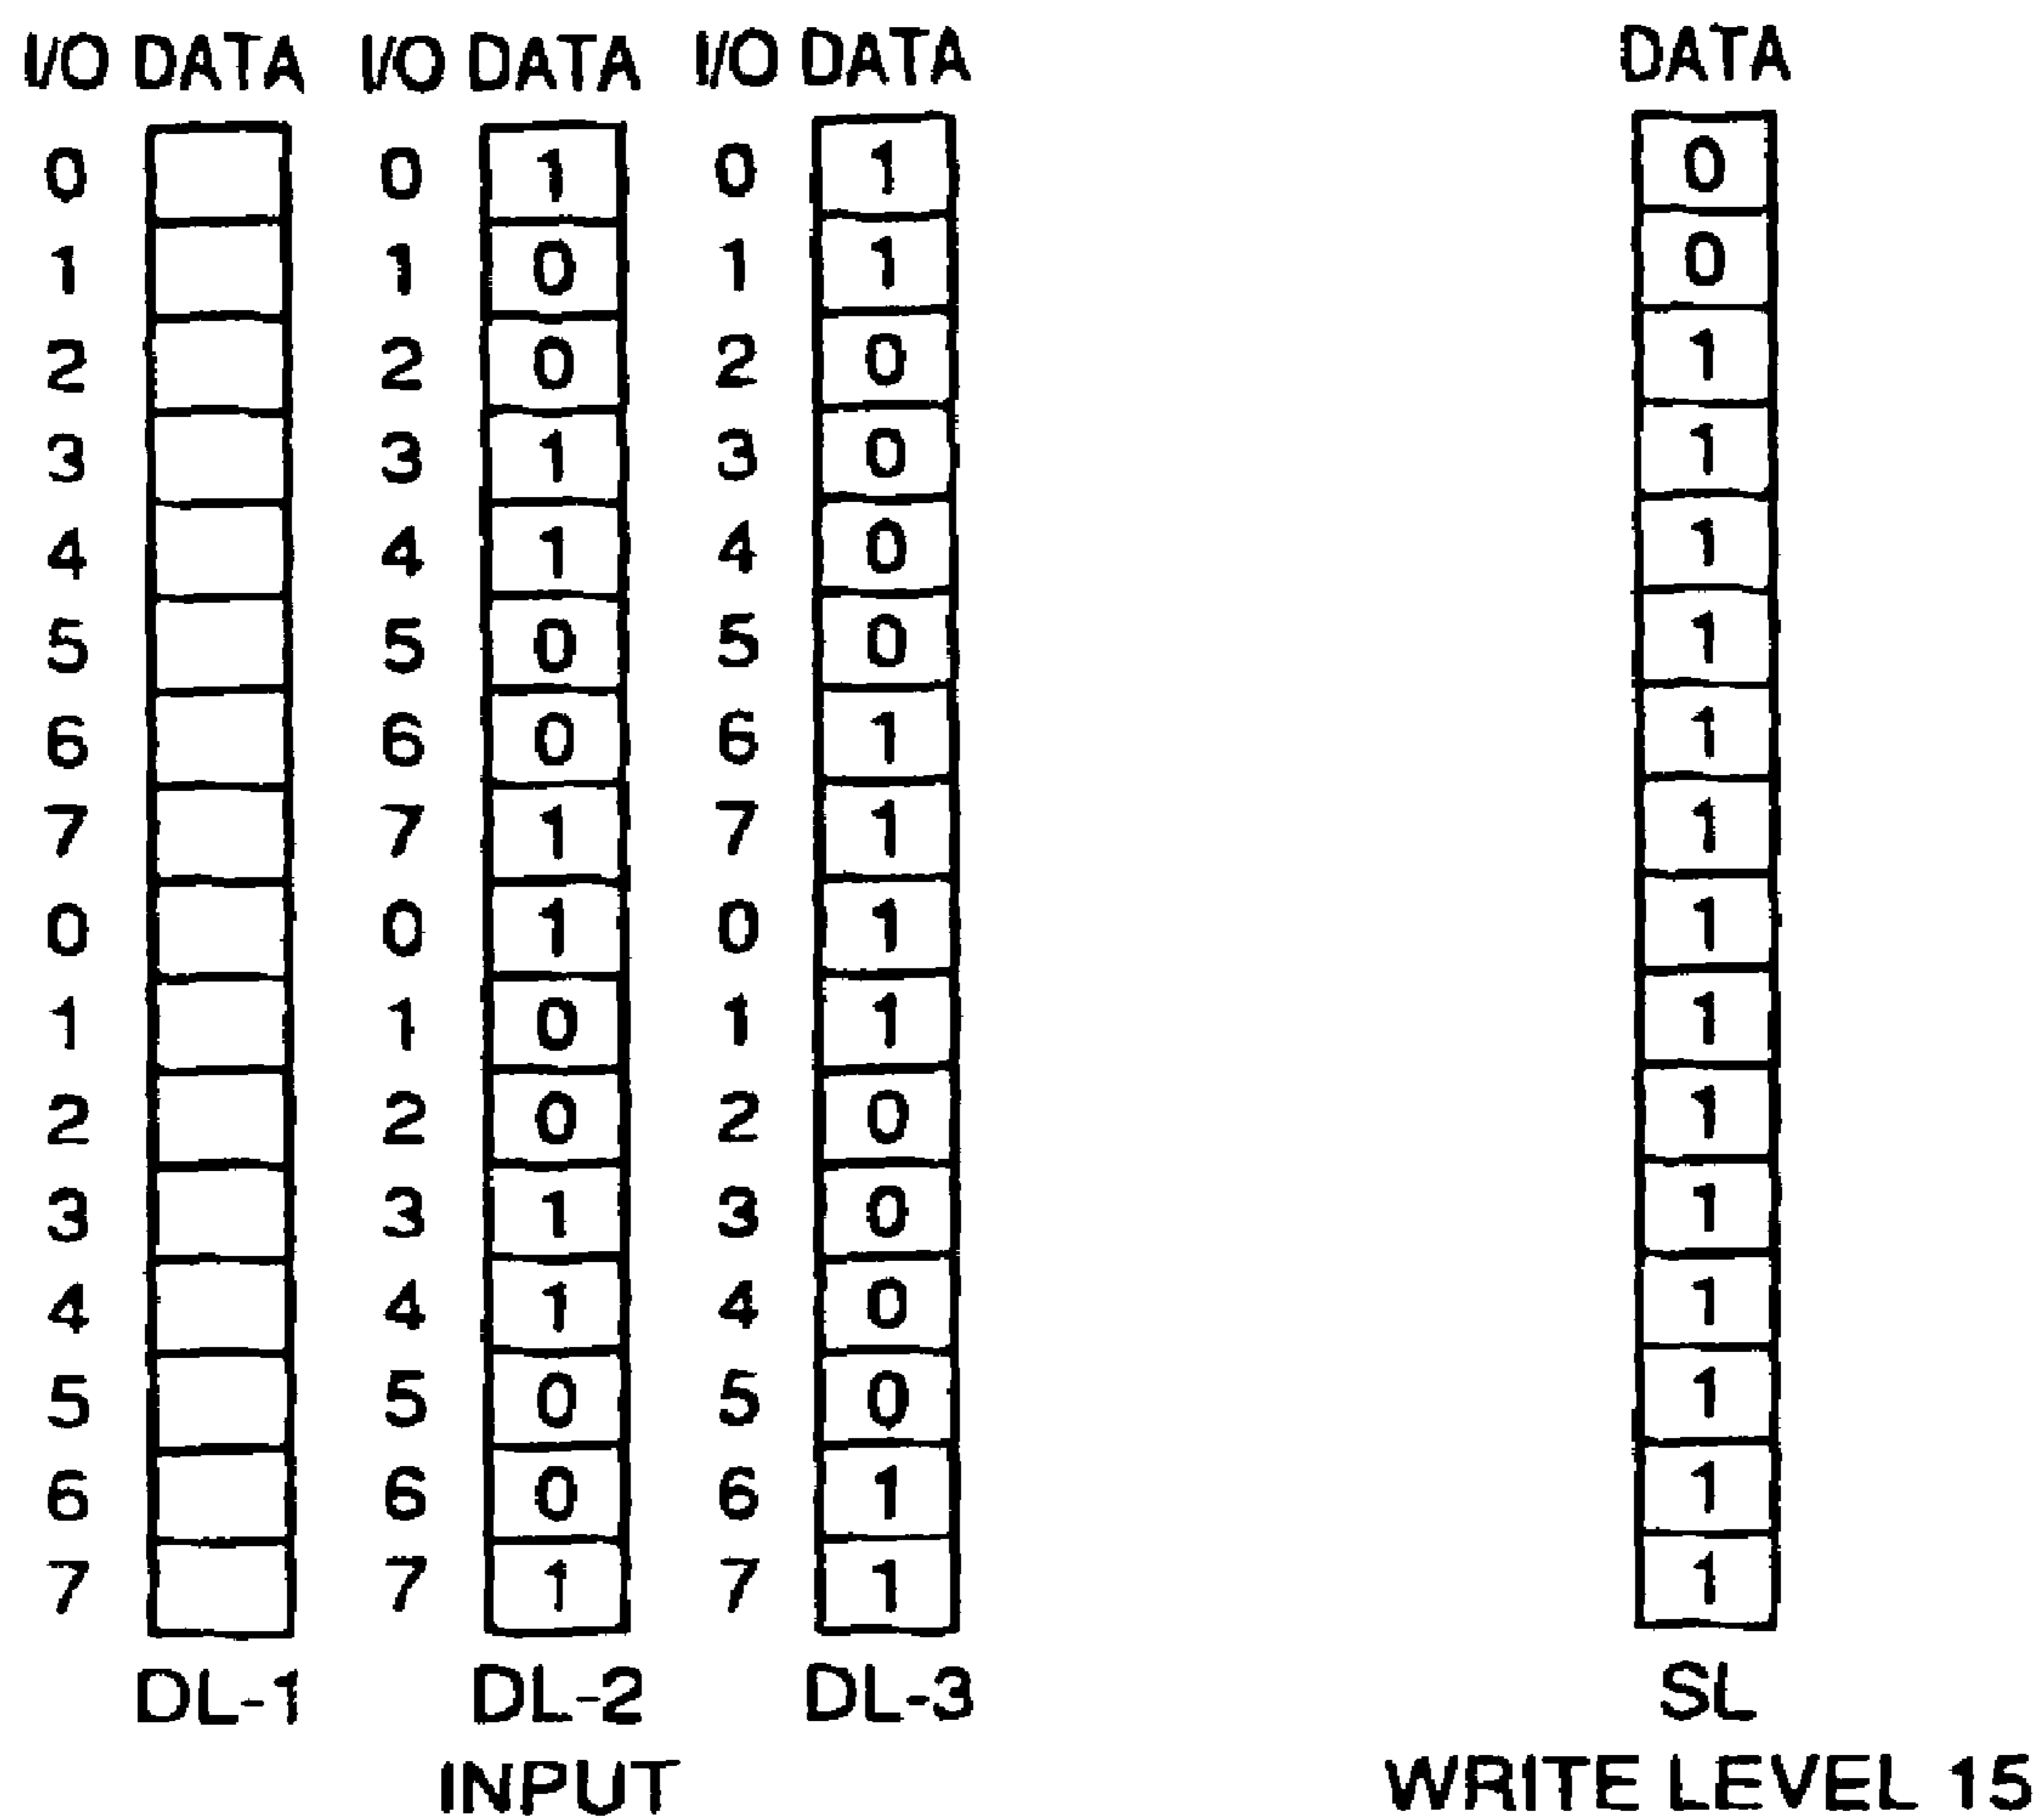 I/O DATA I/O DATA I/O DATA DATA
0 0 1 0 1 0
1 1 0 1 1 0
2 2 0 2 0 1
3 3 1 3 0 1
4 4 1 4 0 1
5 5 0 5 0 1
6 6 0 6 1 1
7 7 1 7 1 1
0 0 1 0 1 1
1 1 0 1 1 1
2 2 0 2 0 1
3 3 1 3 0 1
4 4 1 4 0 1
5 5 0 5 0 1
6 6 0 6 1 1
7 7 1 7 1 1
DL-1 DL-2 DL-3 SL
INPUT WRITE LEVEL 15